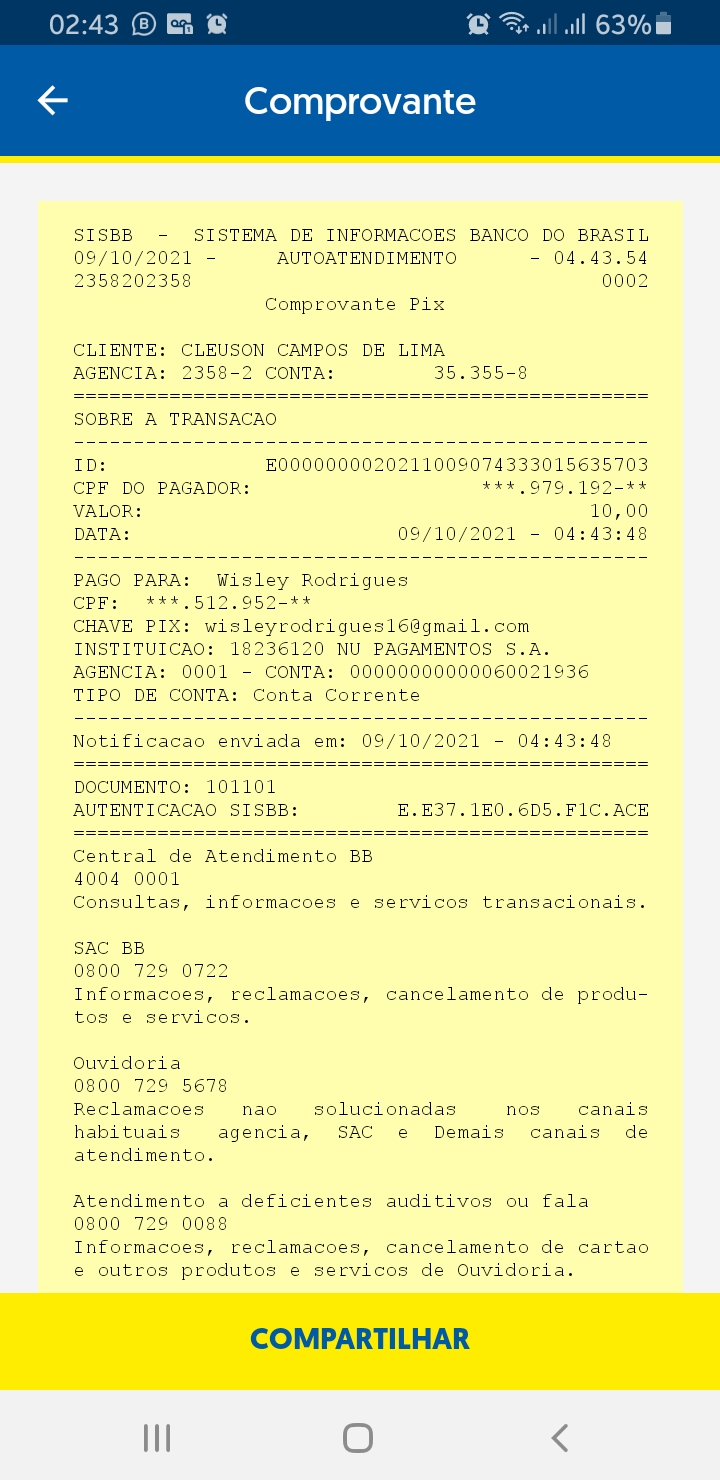 02:43 63%
Comprovante
SISBB - SISTEMA DE INFORMACOES BANCO DO BRASIL
09/10/2021 - AUTOATENDIMENTO - 04.43.54
2358202358 0002
Comprovante Pix
CLIENTE: CLEUSON CAMPOS DE LIMA
AGENCIA: 2358-2 CONTA: 35.355-8
================================================
SOBRE A TRANSACAO
------------------------------------------------
ID: E0000000020211009074333015635703
CPF DO PAGADOR: ***.979.192-**
VALOR: 10,00
DATA: 09/10/2021 - 04:43:48
------------------------------------------------
PAGO PARA: Wisley Rodrigues
CPF: ***.512.952-**
CHAVE PIX: wisleyrodrigues16@gmail.com
INSTITUICAO: 18236120 NU PAGAMENTOS S.A.
AGENCIA: 0001 - CONTA: 00000000000060021936
TIPO DE CONTA: Conta Corrente
------------------------------------------------
Notificacao enviada em: 09/10/2021 - 04:43:48
================================================
DOCUMENTO: 101101
AUTENTICACAO SISBB: E.E37.1E0.6D5.F1C.ACE
================================================
Central de Atendimento BB
4004 0001
Consultas, informacoes e servicos transacionais.
SAC BB
0800 729 0722
Informacoes, reclamacoes, cancelamento de produ-
tos e servicos.
Ouvidoria
0800 729 5678
Reclamacoes nao solucionadas nos canais
habituais agencia, SAC e Demais canais de
atendimento.
Atendimento a deficientes auditivos ou fala
0800 729 0088
Informacoes, reclamacoes, cancelamento de cartao
e outros produtos e servicos de Ouvidoria.
COMPARTILHAR